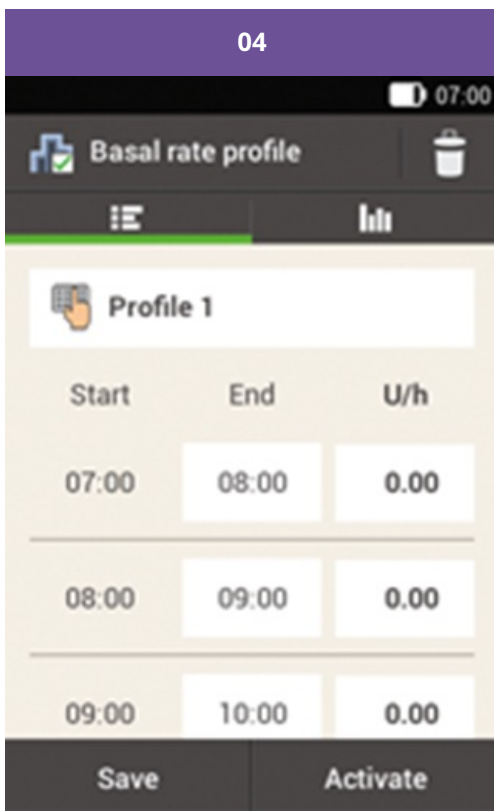 04
07:00
Basal rate profile
Profile 1
Start End U/h
07:00 08:00 0.00
08:00 09:00 0.00
09:00 10:00 0.00
Save Activate